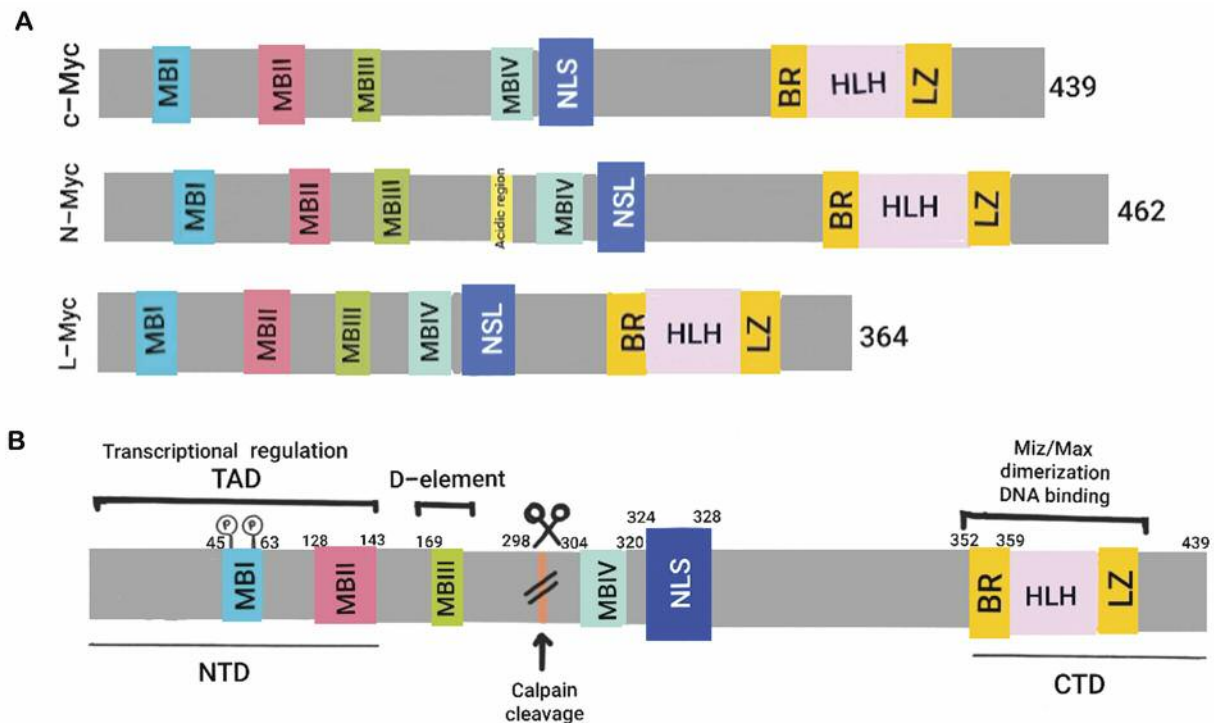 A
c-Myc
MBI
MBII
MBIII
MBIV
NLS
BR
HLH
LZ
439
N-Myc
MBI
MBII
MBIII
Acidic region
MBIV
NSL
BR
HLH
LZ
462
L-Myc
MBI
MBII
MBIII
MBIV
NSL
BR
HLH
LZ
364
B
Transcriptional regulation
TAD
D-element
Miz/Max
dimerization
DNA binding
P
P
45
63
128
143
169
298
304
320
324
328
352
359
439
MBI
MBII
MBIII
MBIV
NLS
BR
HLH
LZ
NTD
Calpain
cleavage
CTD